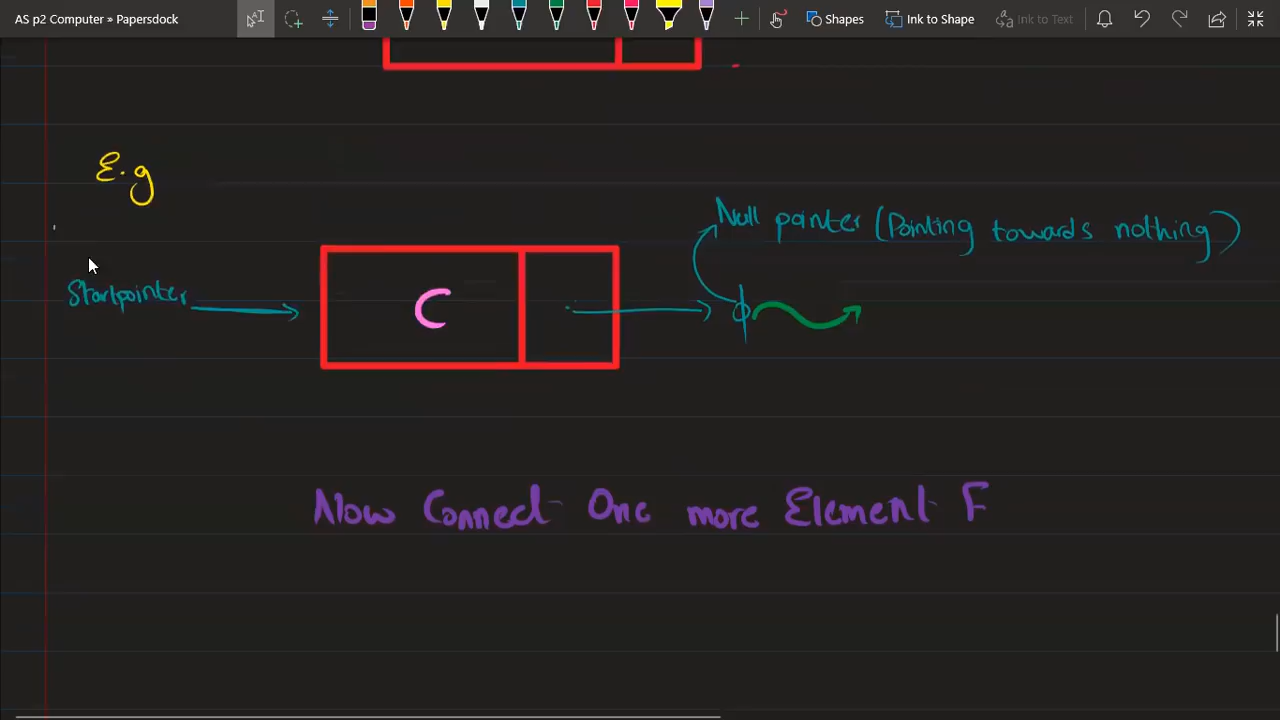 AS p2 Computer » Papersdock
Shapes
Ink to Shape
Ink to Text
E.g
Null pointer (Pointing towards nothing)
Startpointer
C
ϕ
Now Connect One more Element F